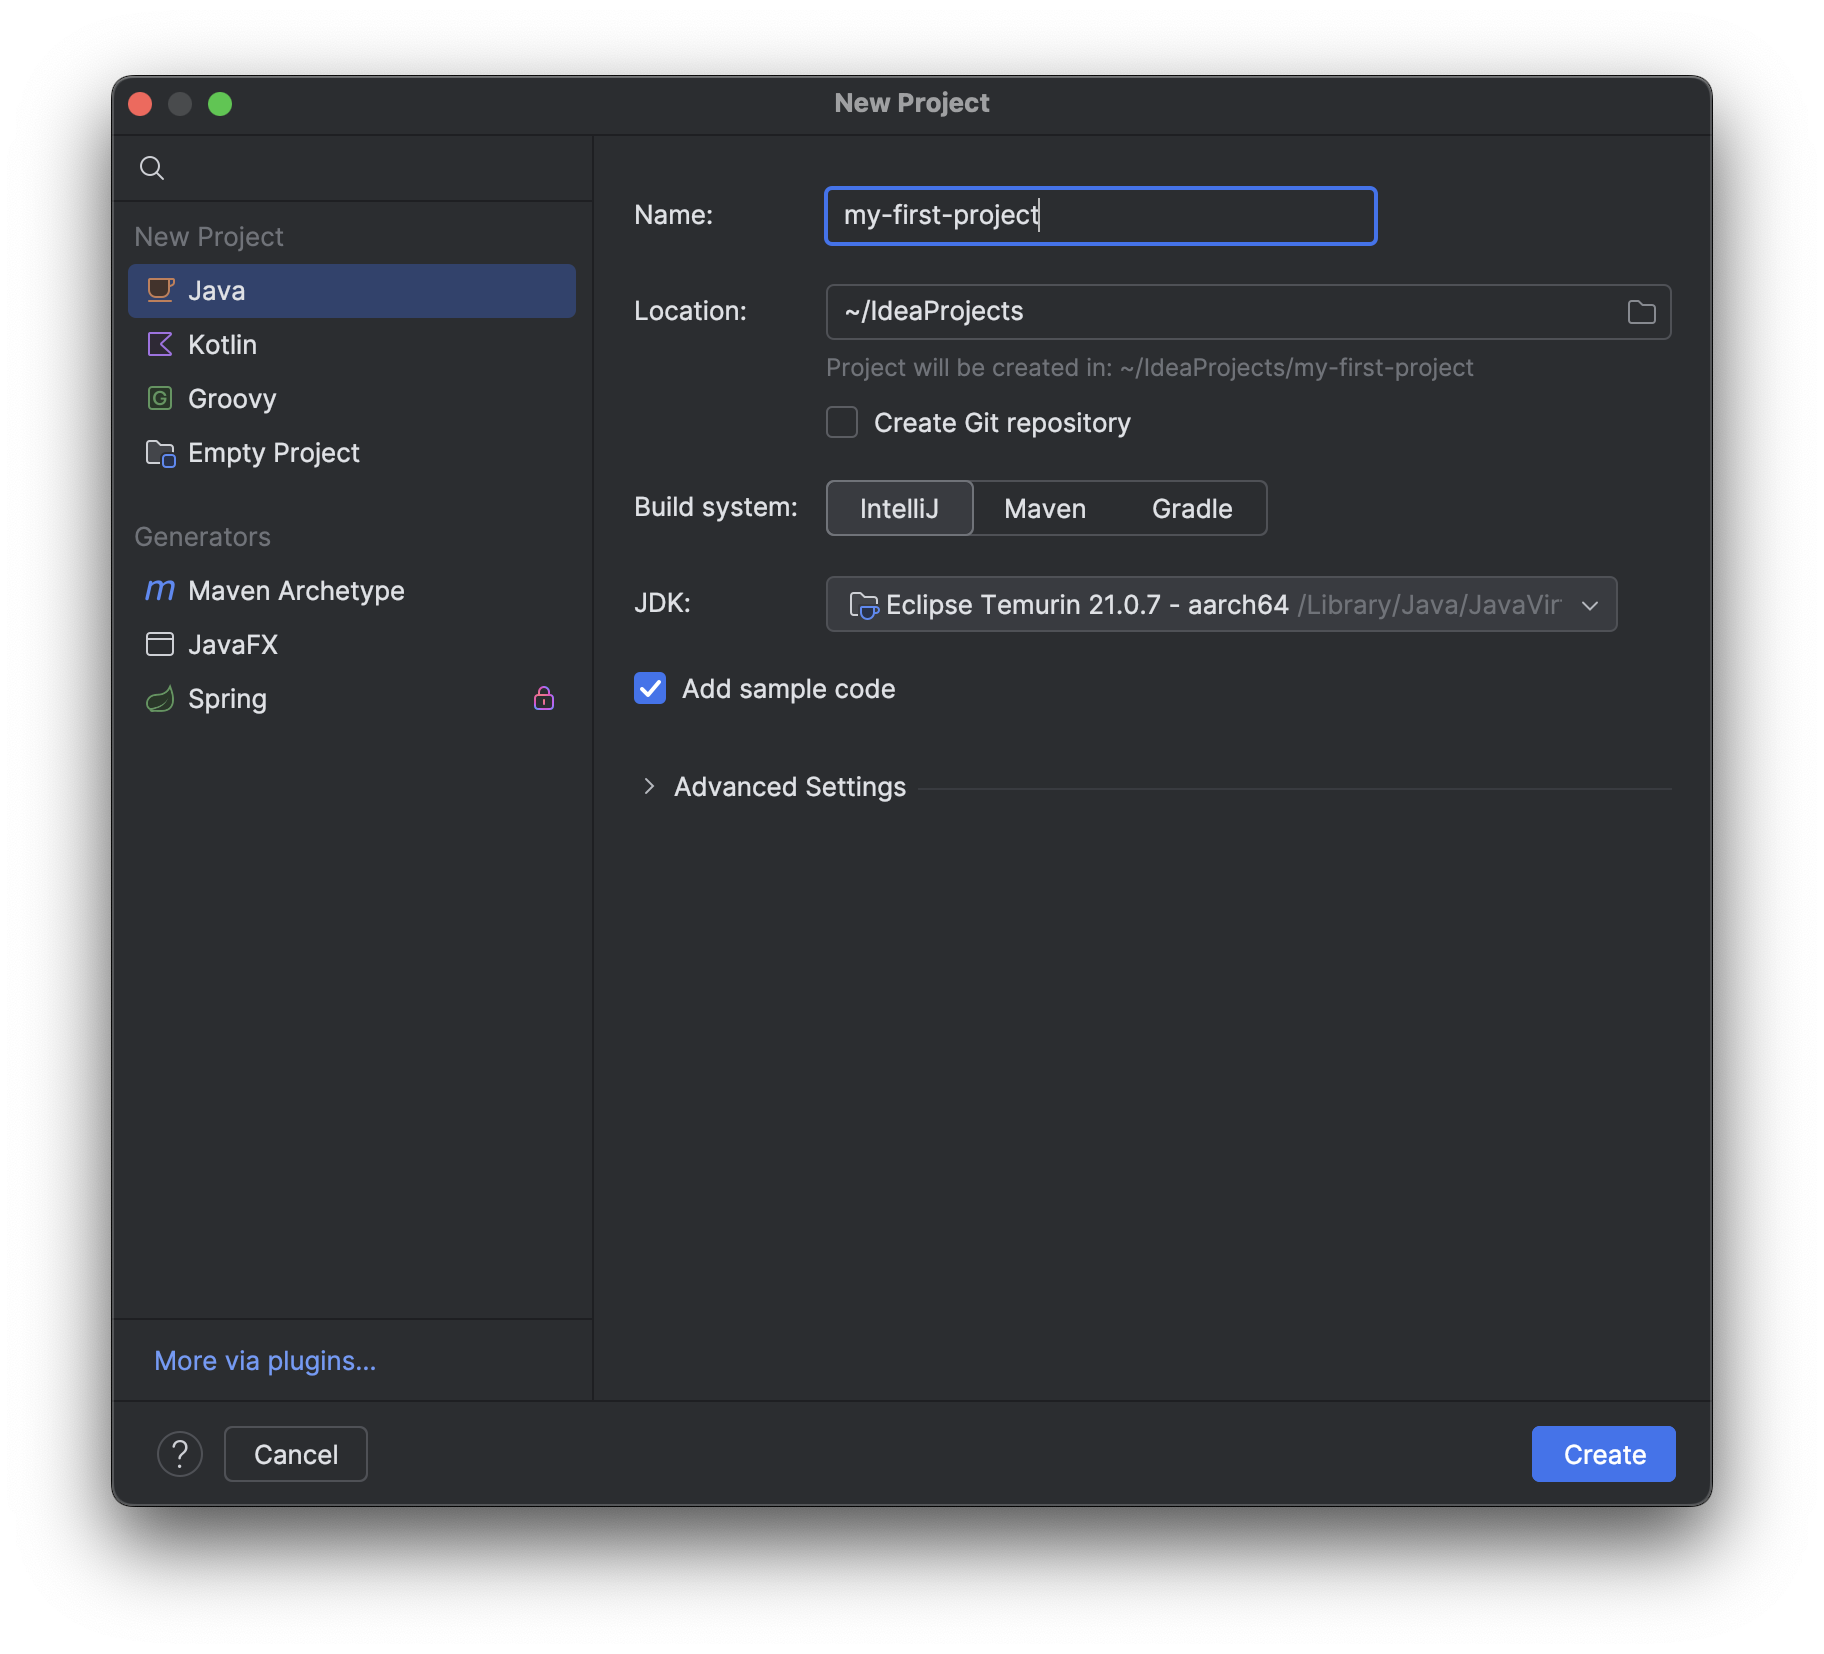 New Project
New Project
Java
Kotlin
Groovy
Empty Project
Generators
Maven Archetype
JavaFX
Spring
More via plugins...
Name: my-first-project
Location: ~/IdeaProjects
Project will be created in: ~/IdeaProjects/my-first-project
Create Git repository
Build system: IntelliJ Maven Gradle
JDK: Eclipse Temurin 21.0.7 - aarch64 /Library/Java/JavaVir
Add sample code
Advanced Settings
? Cancel Create